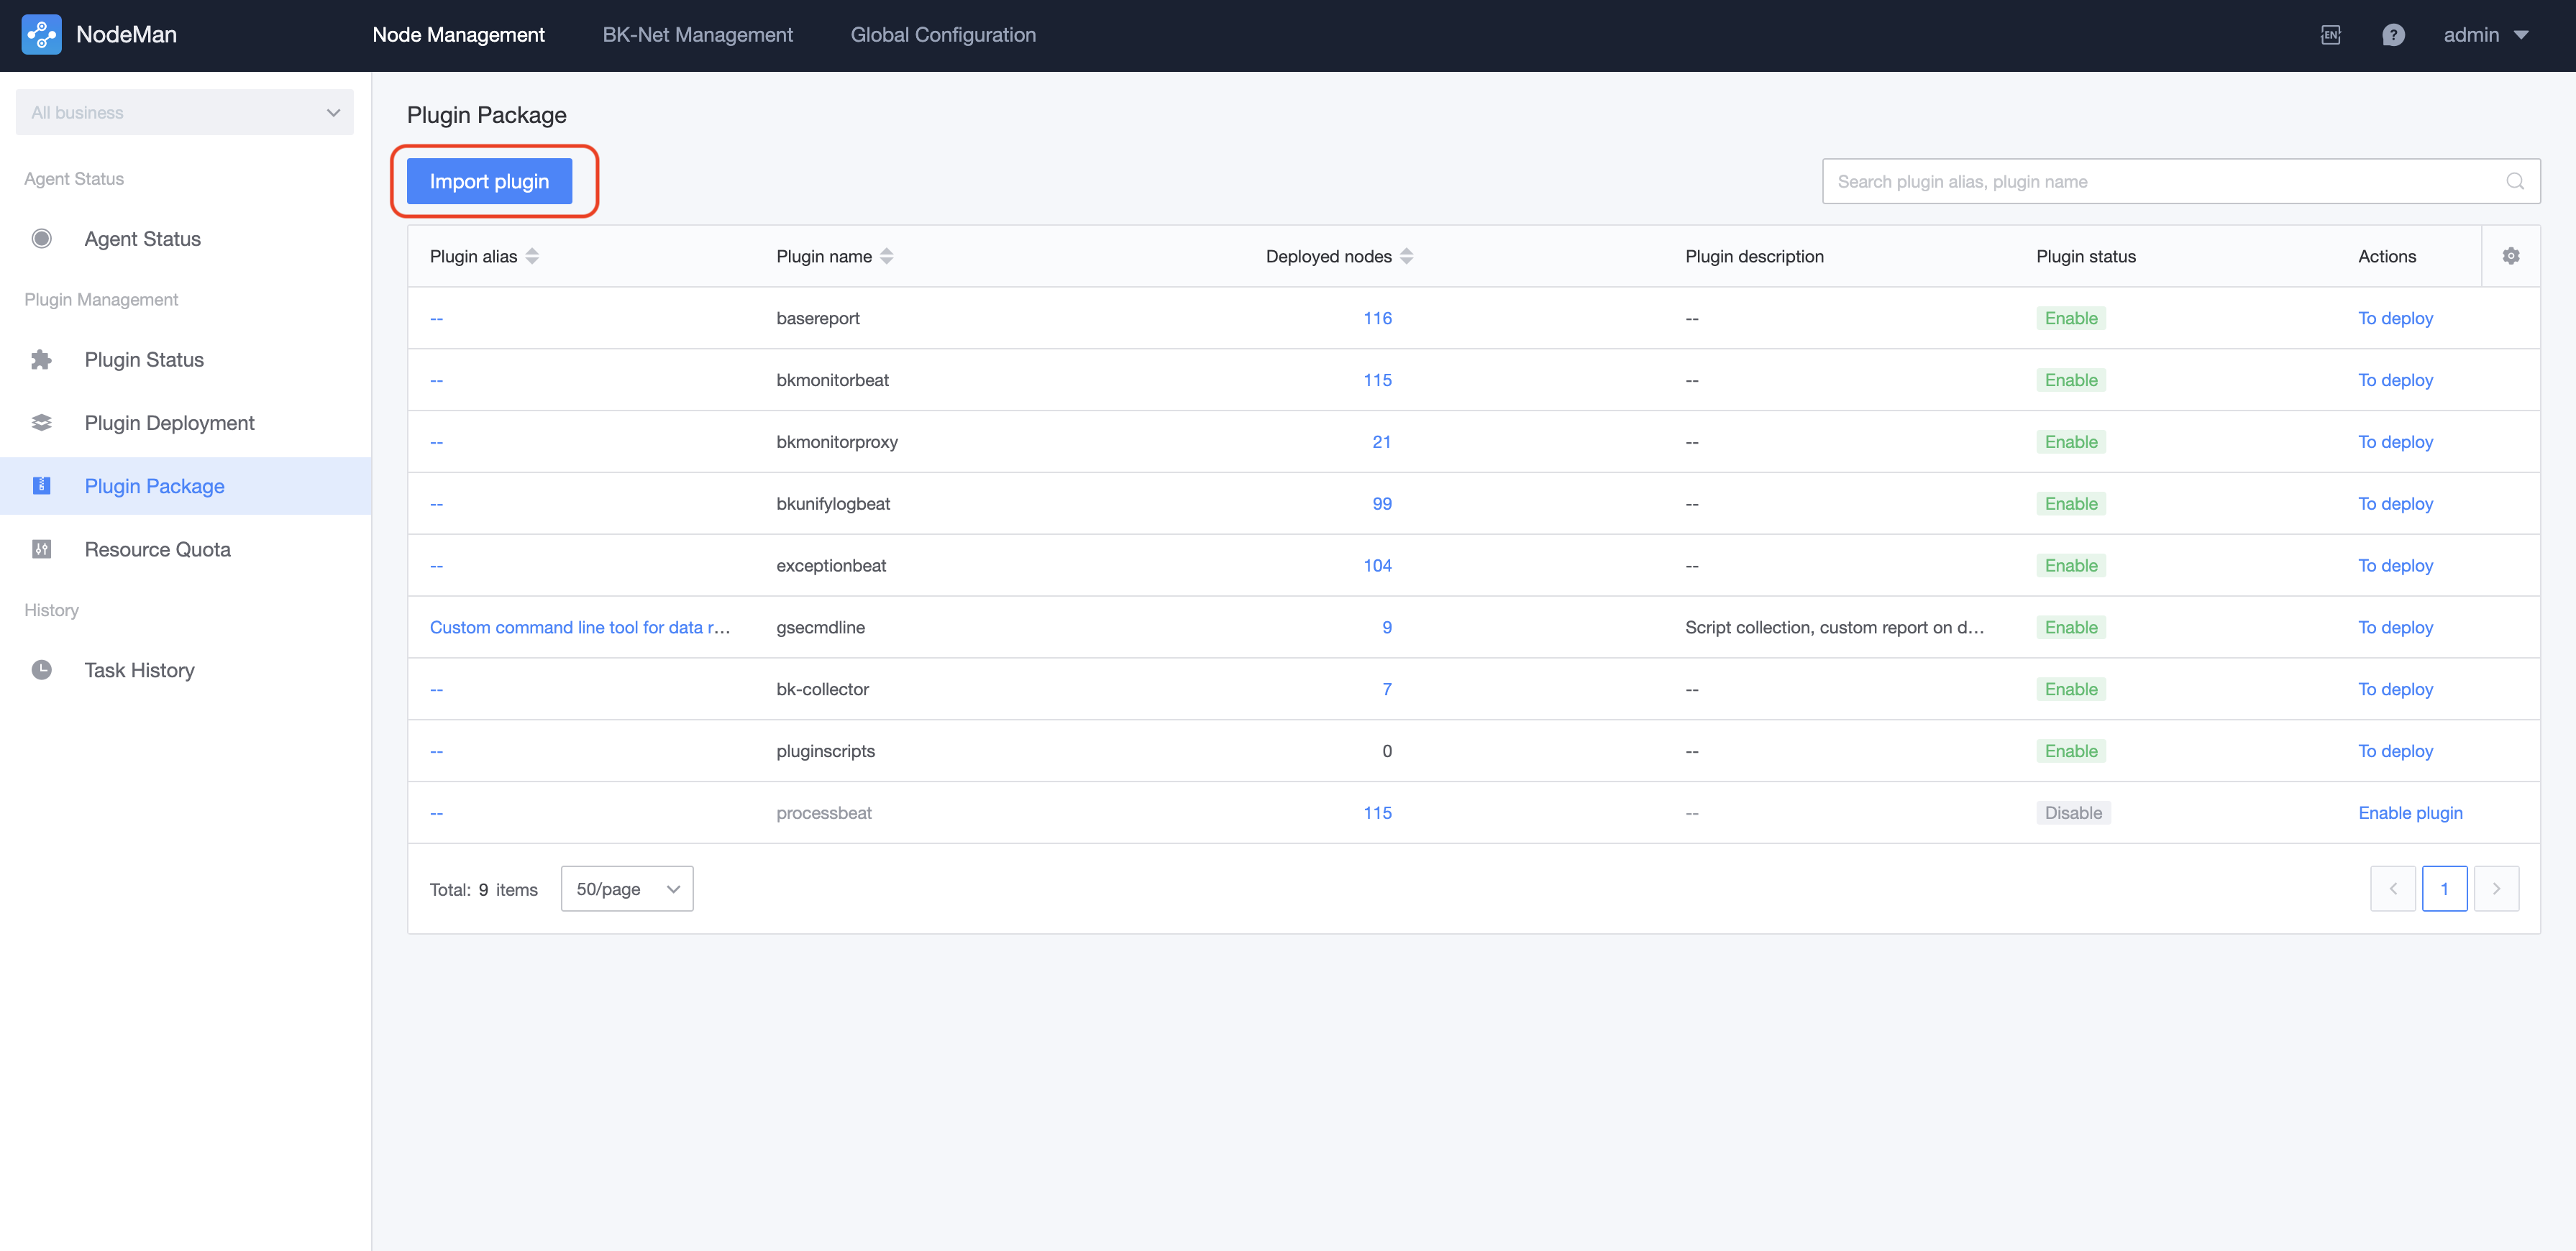 NodeMan Node Management BK-Net Management Global Configuration EN ? admin
All business
Agent Status
Agent Status
Plugin Management
Plugin Status
Plugin Deployment
Plugin Package
Resource Quota
History
Task History
Plugin Package
Import plugin Search plugin alias, plugin name
Plugin alias Plugin name Deployed nodes Plugin description Plugin status Actions
-- basereport 116 -- Enable To deploy
-- bkmonitorbeat 115 -- Enable To deploy
-- bkmonitorproxy 21 -- Enable To deploy
-- bkunifylogbeat 99 -- Enable To deploy
-- exceptionbeat 104 -- Enable To deploy
Custom command line tool for data r... gsecmdline 9 Script collection, custom report on d... Enable To deploy
-- bk-collector 7 -- Enable To deploy
-- pluginscripts 0 -- Enable To deploy
-- processbeat 115 -- Disable Enable plugin
Total: 9 items 50/page 1